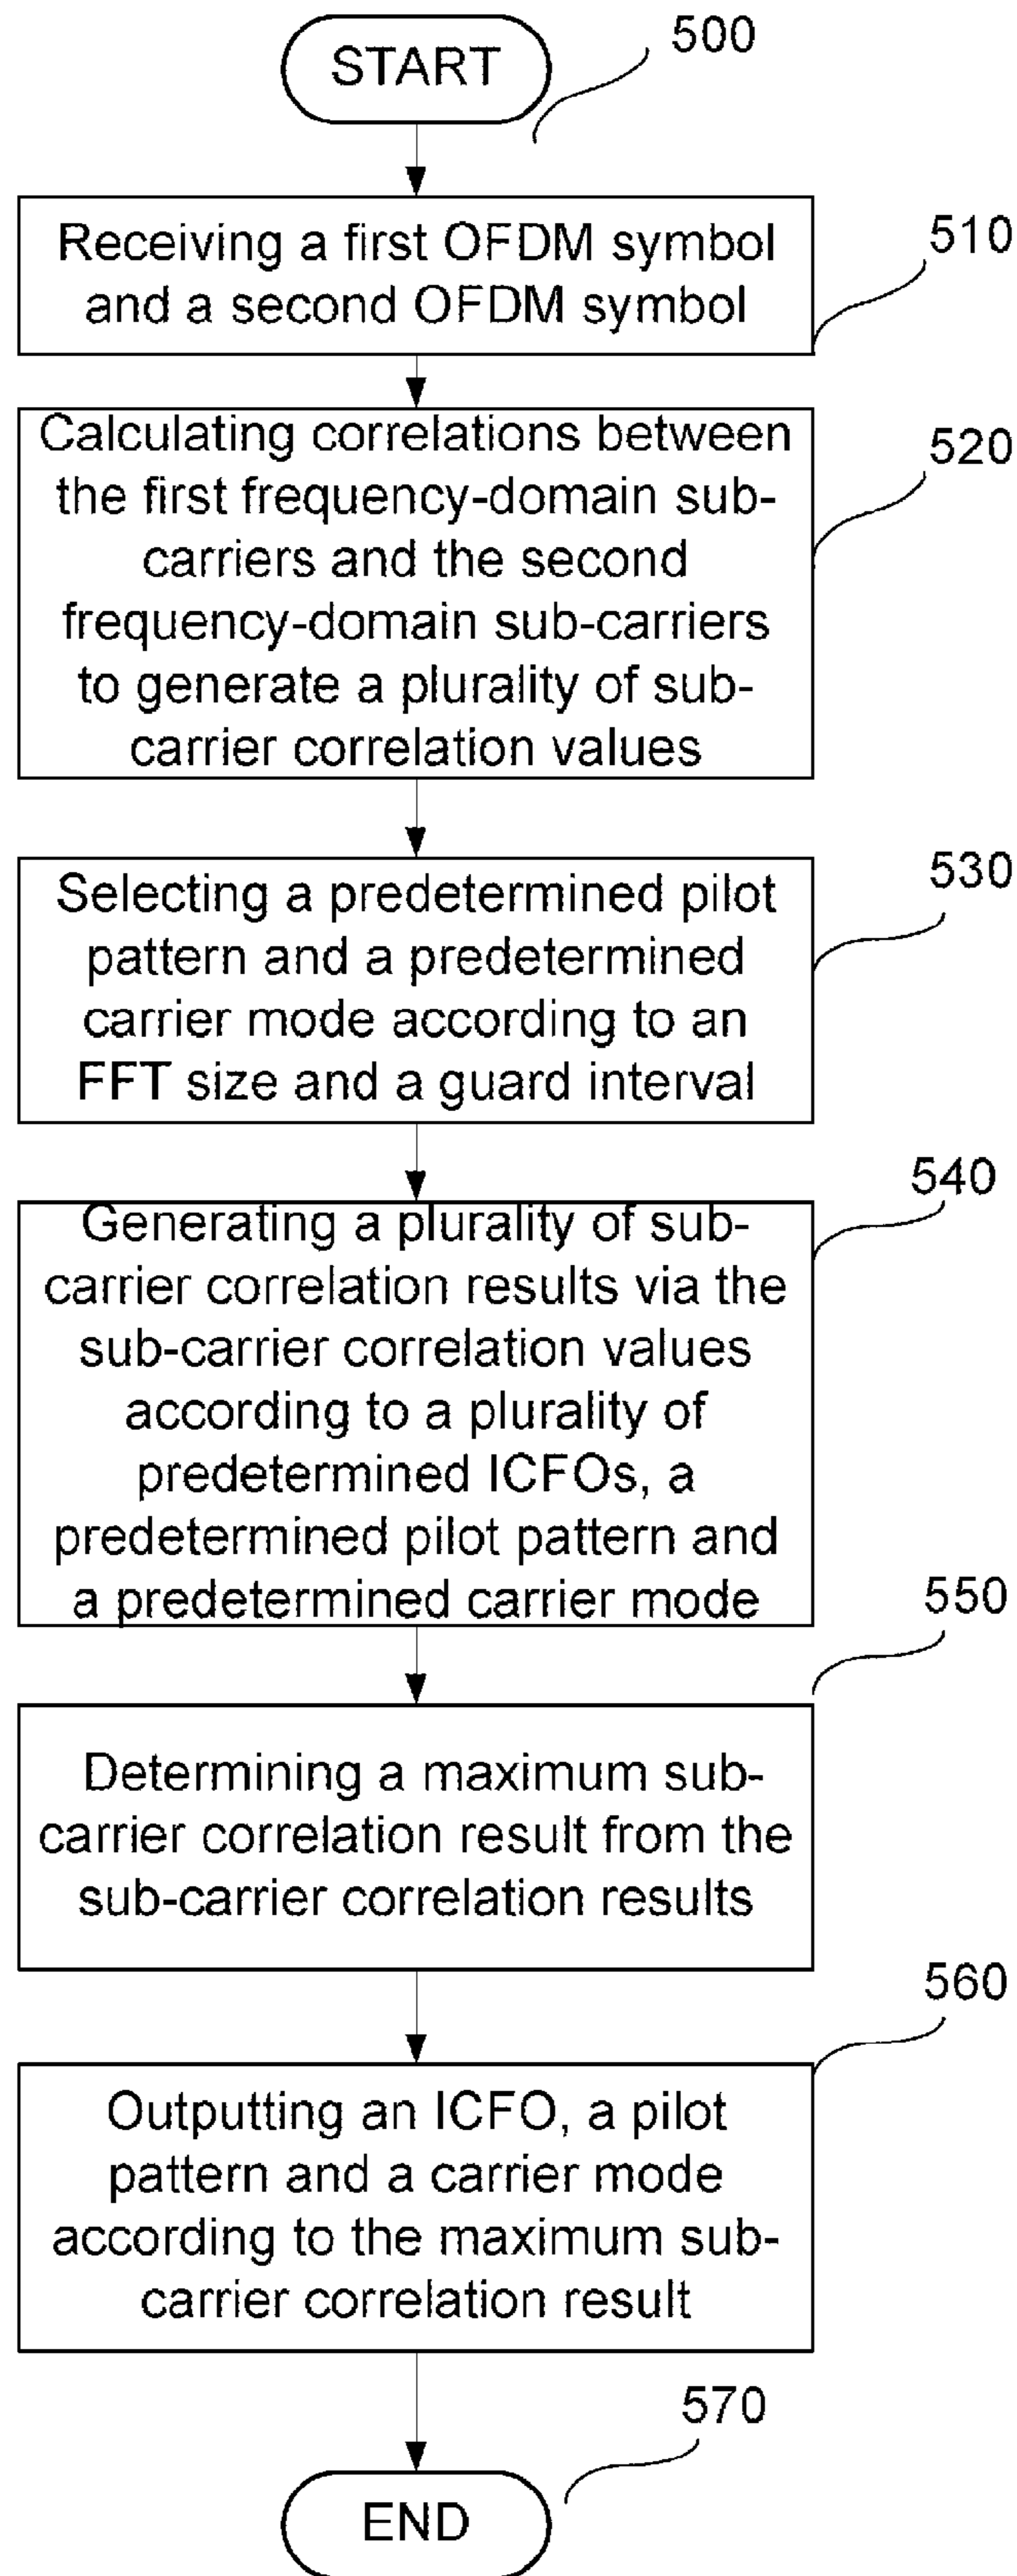 START
500
Receiving a first OFDM symbol
and a second OFDM symbol
510
Calculating correlations between
the first frequency-domain sub-
carriers and the second
frequency-domain sub-carriers
to generate a plurality of sub-
carrier correlation values
520
Selecting a predetermined pilot
pattern and a predetermined
carrier mode according to an
FFT size and a guard interval
530
Generating a plurality of sub-
carrier correlation results via the
sub-carrier correlation values
according to a plurality of
predetermined ICFOs, a
predetermined pilot pattern and
a predetermined carrier mode
540
Determining a maximum sub-
carrier correlation result from the
sub-carrier correlation results
550
Outputting an ICFO, a pilot
pattern and a carrier mode
according to the maximum sub-
carrier correlation result
560
END
570